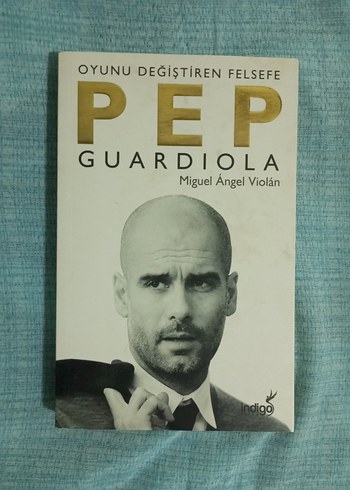 OYUNU DEĞİŞTİREN FELSEFE
PEP
GUARDIOLA
Miguel Ángel Violán
indigo